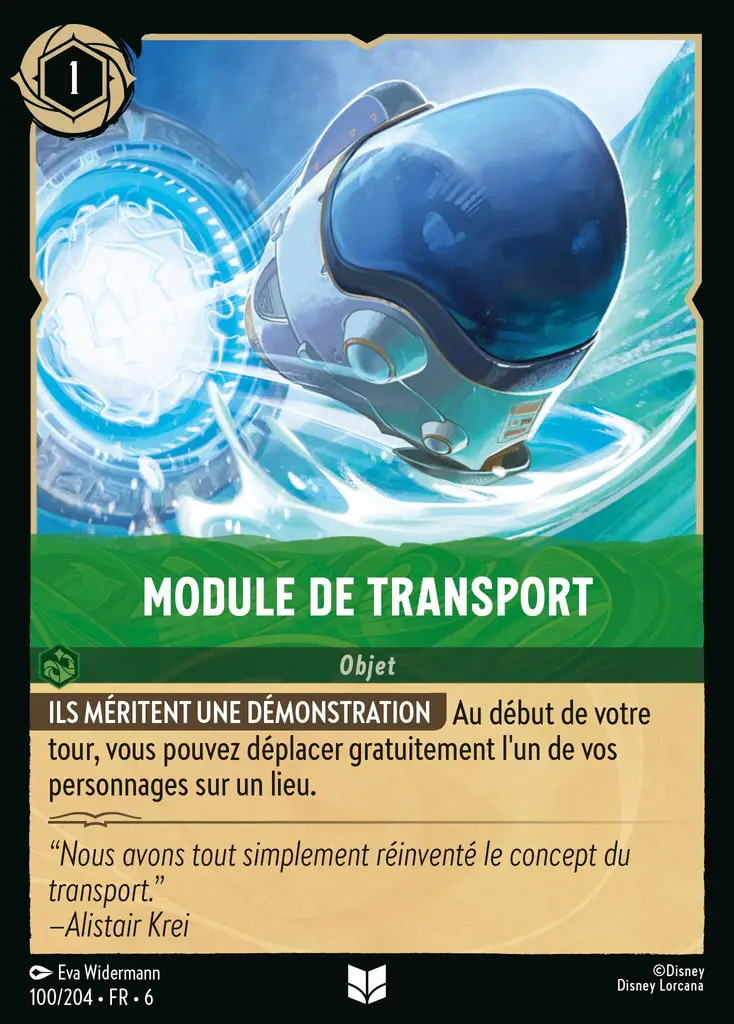 1
MODULE DE TRANSPORT
Objet
ILS MÉRITENT UNE DÉMONSTRATION Au début de votre
tour, vous pouvez déplacer gratuitement l'un de vos
personnages sur un lieu.
“Nous avons tout simplement réinventé le concept du
transport.”
–Alistair Krei
Eva Widermann
100/204 • FR • 6
©Disney
Disney Lorcana